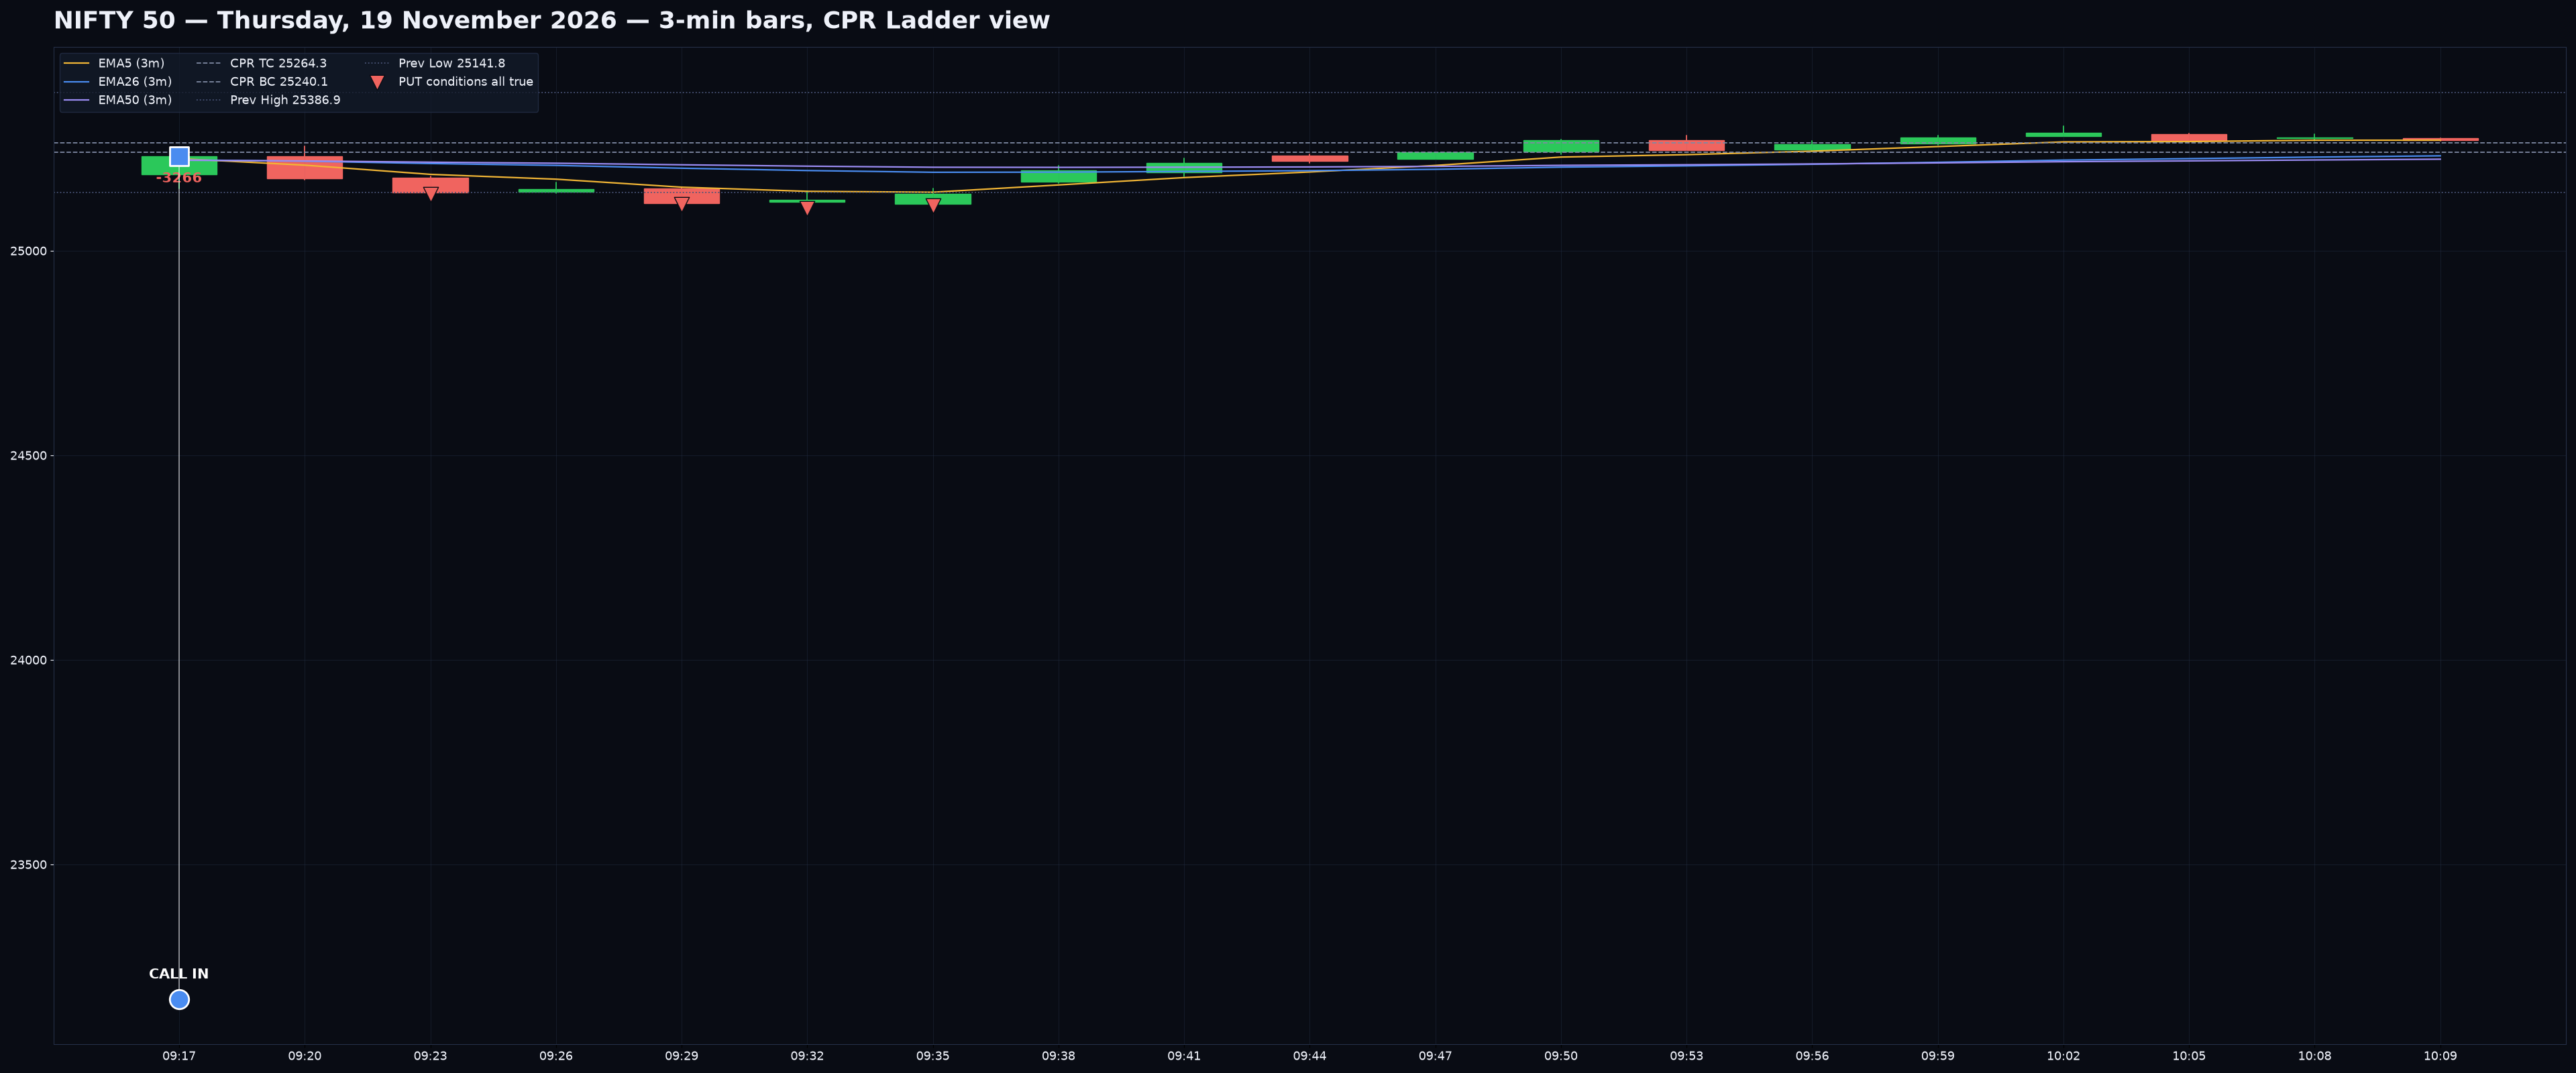 NIFTY 50 — Thursday, 19 November 2026 — 3-min bars, CPR Ladder view
EMA5 (3m)
EMA26 (3m)
EMA50 (3m)
CPR TC 25264.3
CPR BC 25240.1
Prev High 25386.9
Prev Low 25141.8
PUT conditions all true
-3266
25000
24500
24000
23500
CALL IN
09:17 09:20 09:23 09:26 09:29 09:32 09:35 09:38 09:41 09:44 09:47 09:50 09:53 09:56 09:59 10:02 10:05 10:08 10:09